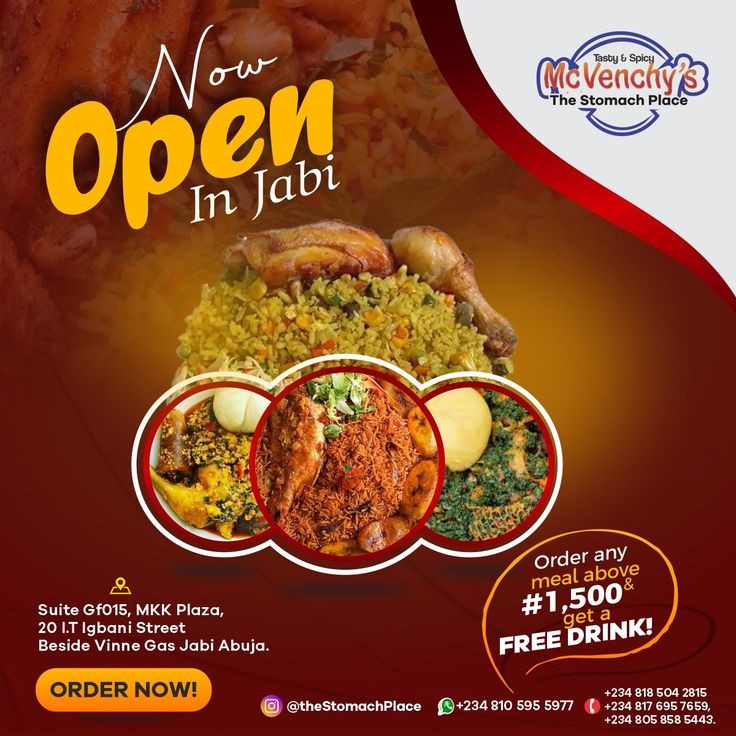 Now
Open
In Jabi
Tasty & Spicy
McVenchy's
The Stomach Place
Order any
meal above
#1,500 &
get a
FREE DRINK!
Suite Gf015, MKK Plaza,
20 I.T Igbani Street
Beside Vinne Gas Jabi Abuja.
ORDER NOW!
@theStomachPlace
+234 810 595 5977
+234 818 504 2815
+234 817 695 7659,
+234 805 858 5443.